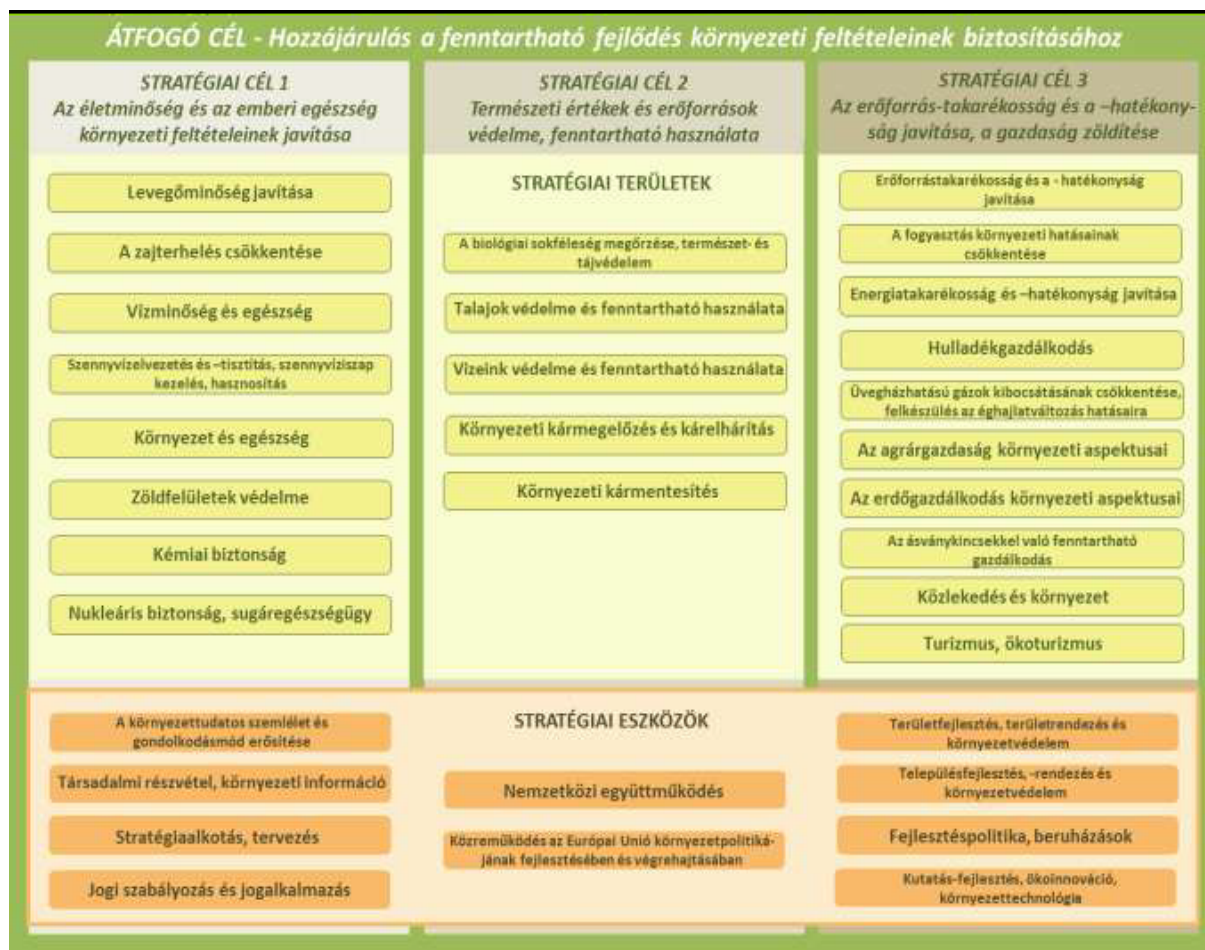 ÁTFOGÓ CÉL - Hozzájárulás a fenntartható fejlődés környezeti feltételeinek biztosításához
STRATÉGIAI CÉL 1
Az életminőség és az emberi egészség
környezeti feltételeinek javítása
Levegőminőség javítása
A zajterhelés csökkentése
Vízminőség és egészség
Szennyvízelvezetés és –tisztítás, szennyvíziszap
kezelés, hasznosítás
Környezet és egészség
Zöldfelületek védelme
Kémiai biztonság
Nukleáris biztonság, sugáregészségügy
STRATÉGIAI CÉL 2
Természeti értékek és erőforrások
védelme, fenntartható használata
STRATÉGIAI TERÜLETEK
A biológiai sokféleség megőrzése, természet- és
tájvédelem
Talajok védelme és fenntartható használata
Vizeink védelme és fenntartható használata
Környezeti kármegelőzés és kárelhárítás
Környezeti kármentesítés
STRATÉGIAI CÉL 3
Az erőforrás-takarékosság és a –hatékony-
ság javítása, a gazdaság zöldítése
Erőforrástakarékosság és a - hatékonyság
javítása
A fogyasztás környezeti hatásainak
csökkentése
Energiatakarékosság és –hatékonyság javítása
Hulladékgazdálkodás
Üvegházhatású gázok kibocsátásának csökkentése,
felkészülés az éghajlatváltozás hatásaira
Az agrárgazdaság környezeti aspektusai
Az erdőgazdálkodás környezeti aspektusai
Az ásványkincsekkel való fenntartható
gazdálkodás
Közlekedés és környezet
Turizmus, ökoturizmus
A környezettudatos szemlélet és
gondolkodásmód erősítése
Társadalmi részvétel, környezeti információ
Stratégiaalkotás, tervezés
Jogi szabályozás és jogalkalmazás
STRATÉGIAI ESZKÖZÖK
Nemzetközi együttműködés
Közreműködés az Európai Unió környezetpolitiká-
jának fejlesztésében és végrehajtásában
Területfejlesztés, területrendezés és
környezetvédelem
Településfejlesztés, -rendezés és
környezetvédelem
Fejlesztéspolitika, beruházások
Kutatás-fejlesztés, ökoinnováció,
környezettechnológia